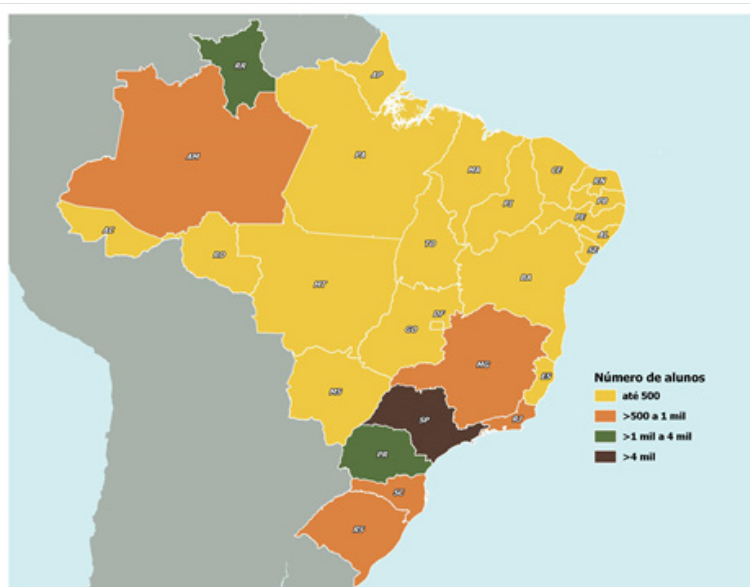 RR
AP
AM
PA
MA
CE
RN
PB
PI
PE
AL
SE
AC
RO
TO
BA
MT
DF
GO
MG
ES
MS
SP
RJ
PR
SC
RS
Número de alunos
até 500
>500 a 1 mil
>1 mil a 4 mil
>4 mil